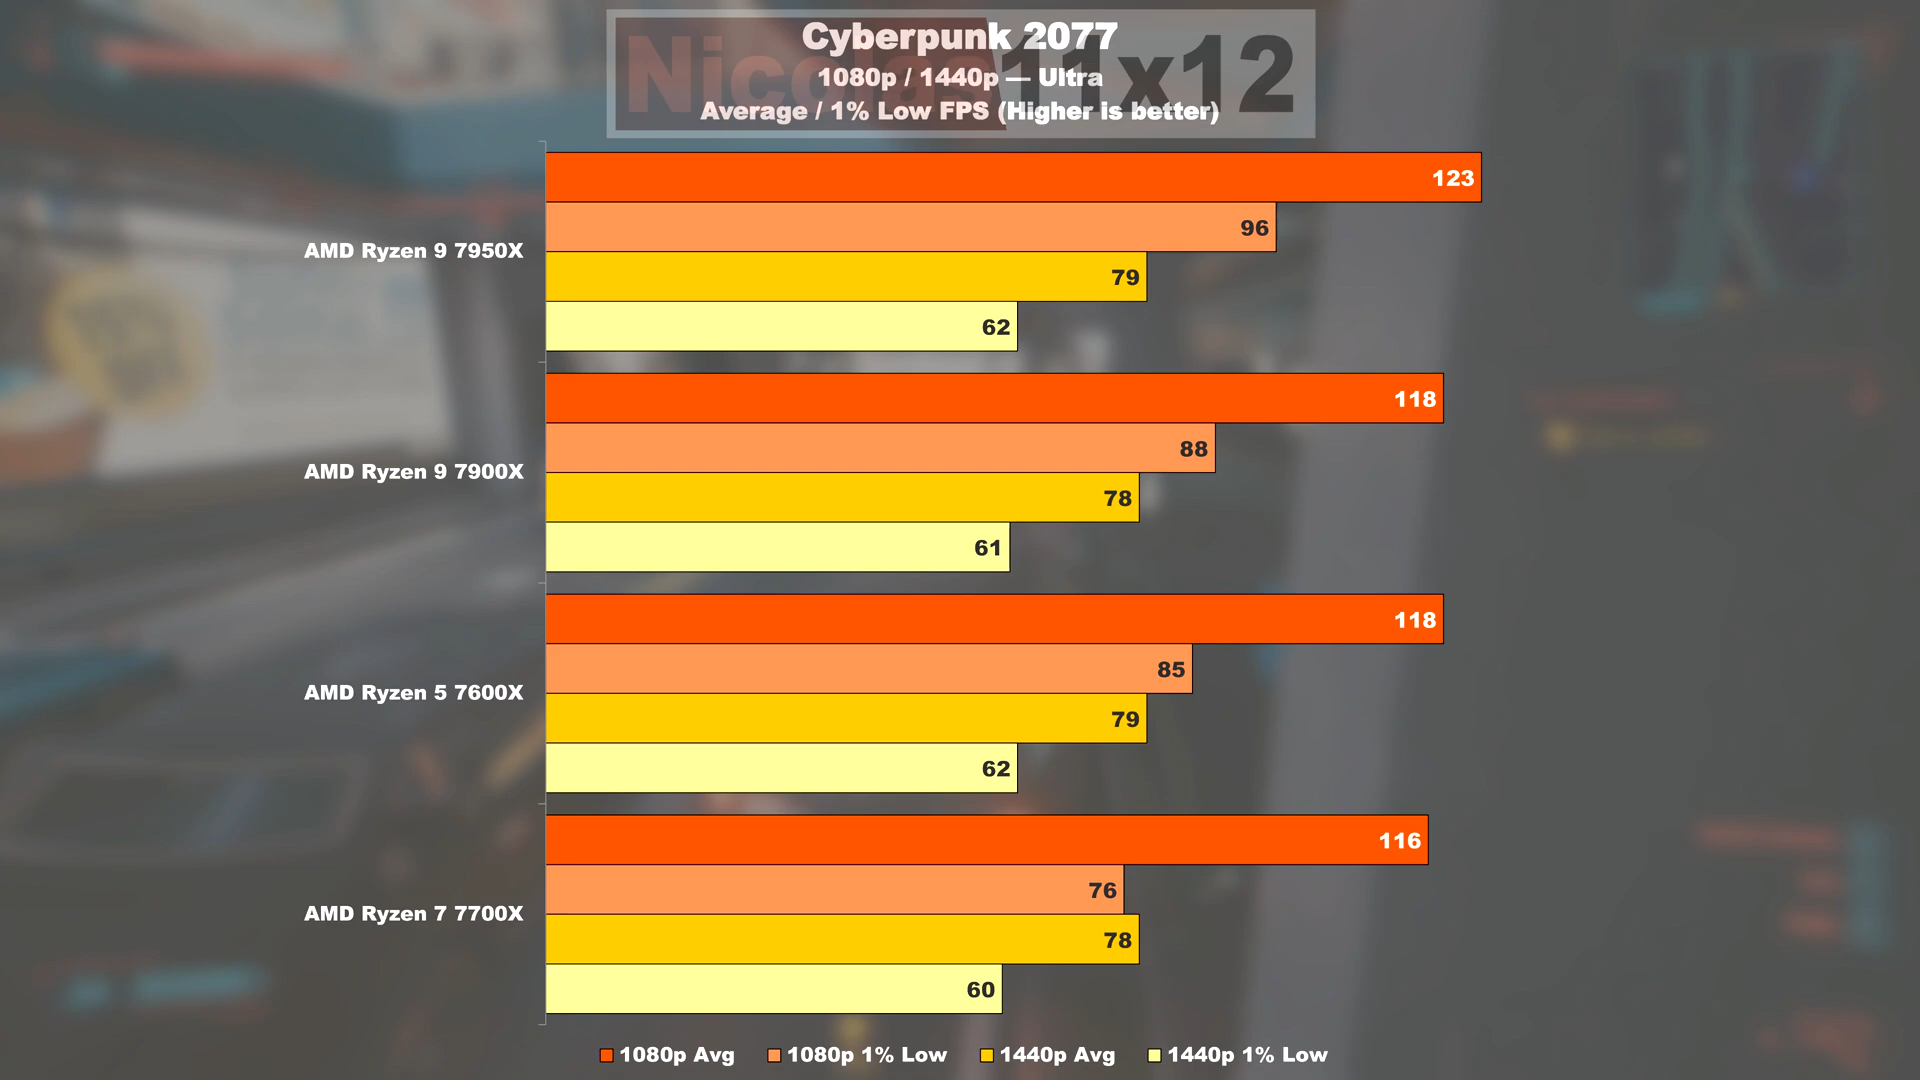 Nicolas11x12
Cyberpunk 2077
1080p / 1440p — Ultra
Average / 1% Low FPS (Higher is better)
AMD Ryzen 9 7950X
123
96
79
62
AMD Ryzen 9 7900X
118
88
78
61
AMD Ryzen 5 7600X
118
85
79
62
AMD Ryzen 7 7700X
116
76
78
60
1080p Avg
1080p 1% Low
1440p Avg
1440p 1% Low